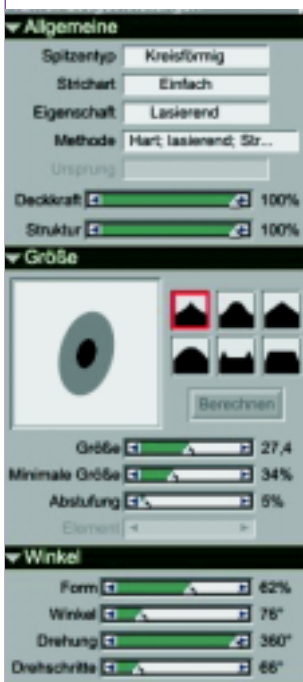 Allgemeine
Spitzentyp Kreisförmig
Strichart Einfach
Eigenschaft Lasierend
Methode Hart; lasierend; Str...
Ursprung
Deckkraft 100%
Struktur 100%
Größe
Berechnen
Größe 27,4
Minimale Größe 34%
Abstufung 5%
Element
Winkel
Form 62%
Winkel 76°
Drehung 360°
Drehschritte 66°